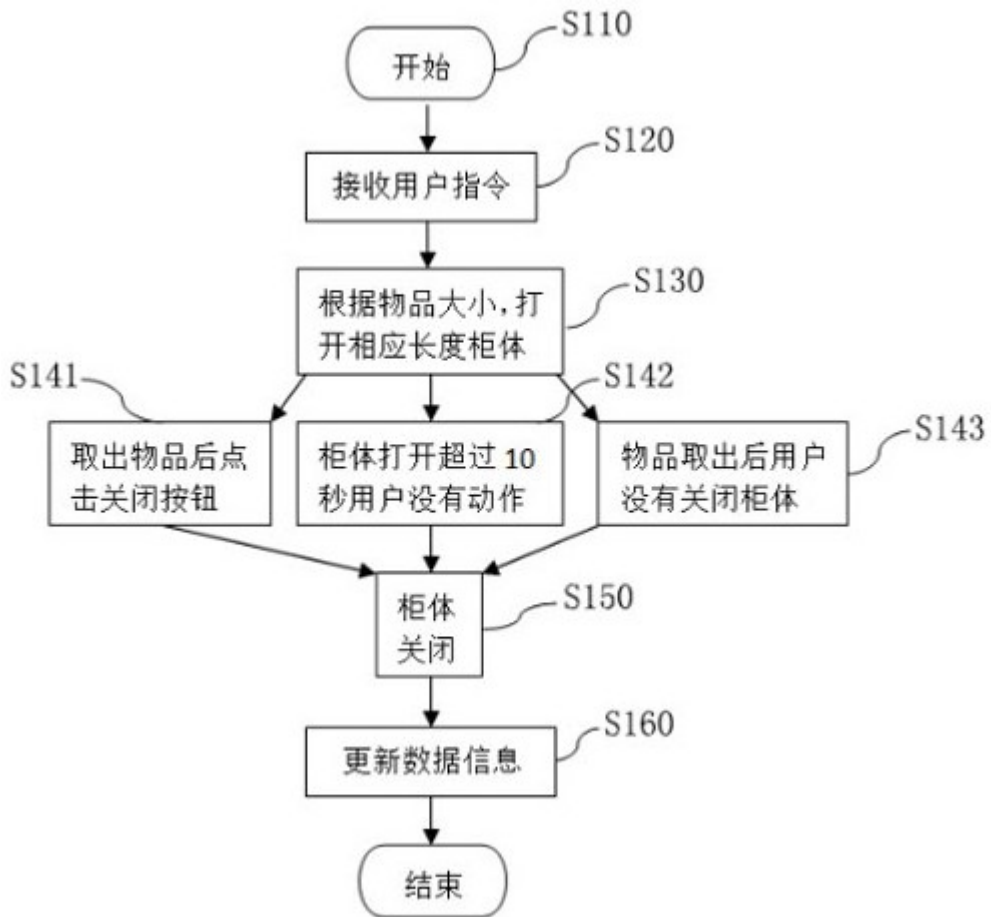 S110
开始
S120
接收用户指令
S130
根据物品大小，打
开相应长度柜体
S141
S142
S143
取出物品后点
击关闭按钮
柜体打开超过 10
秒用户没有动作
物品取出后用户
没有关闭柜体
S150
柜体
关闭
S160
更新数据信息
结束